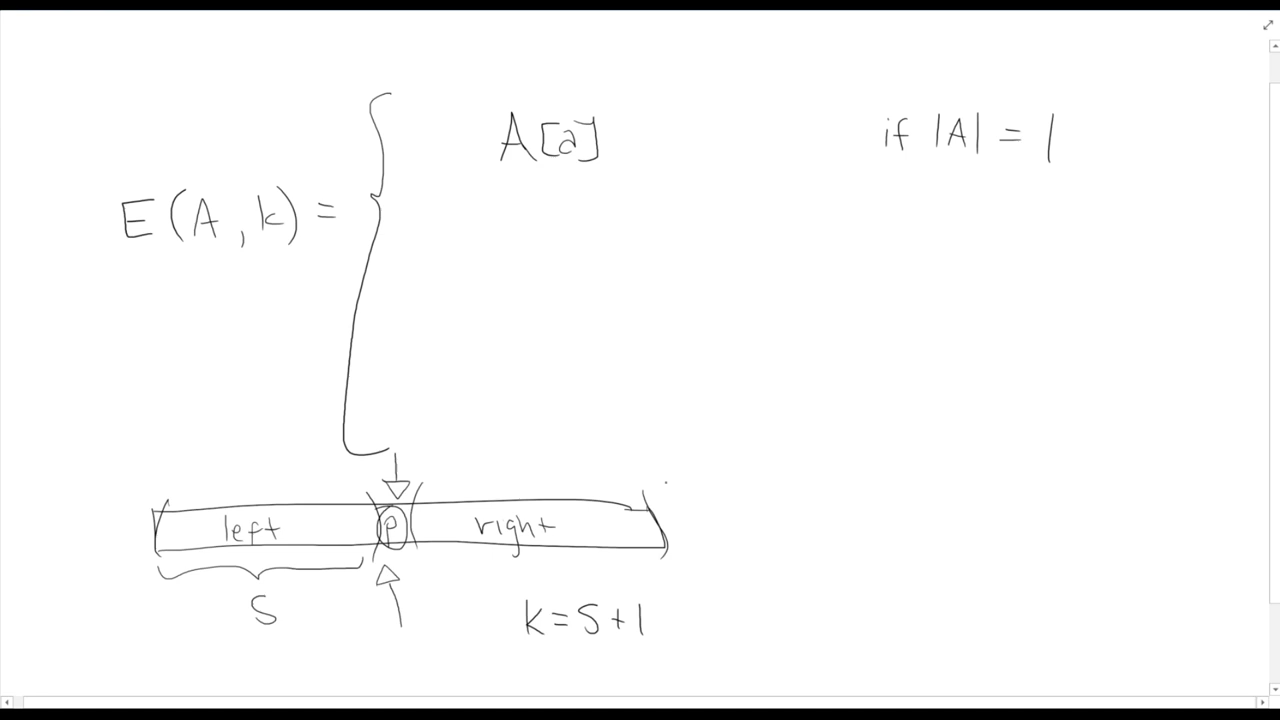 A[a] if |A| = 1
E(A, k) =
left P right
S
k = S + 1